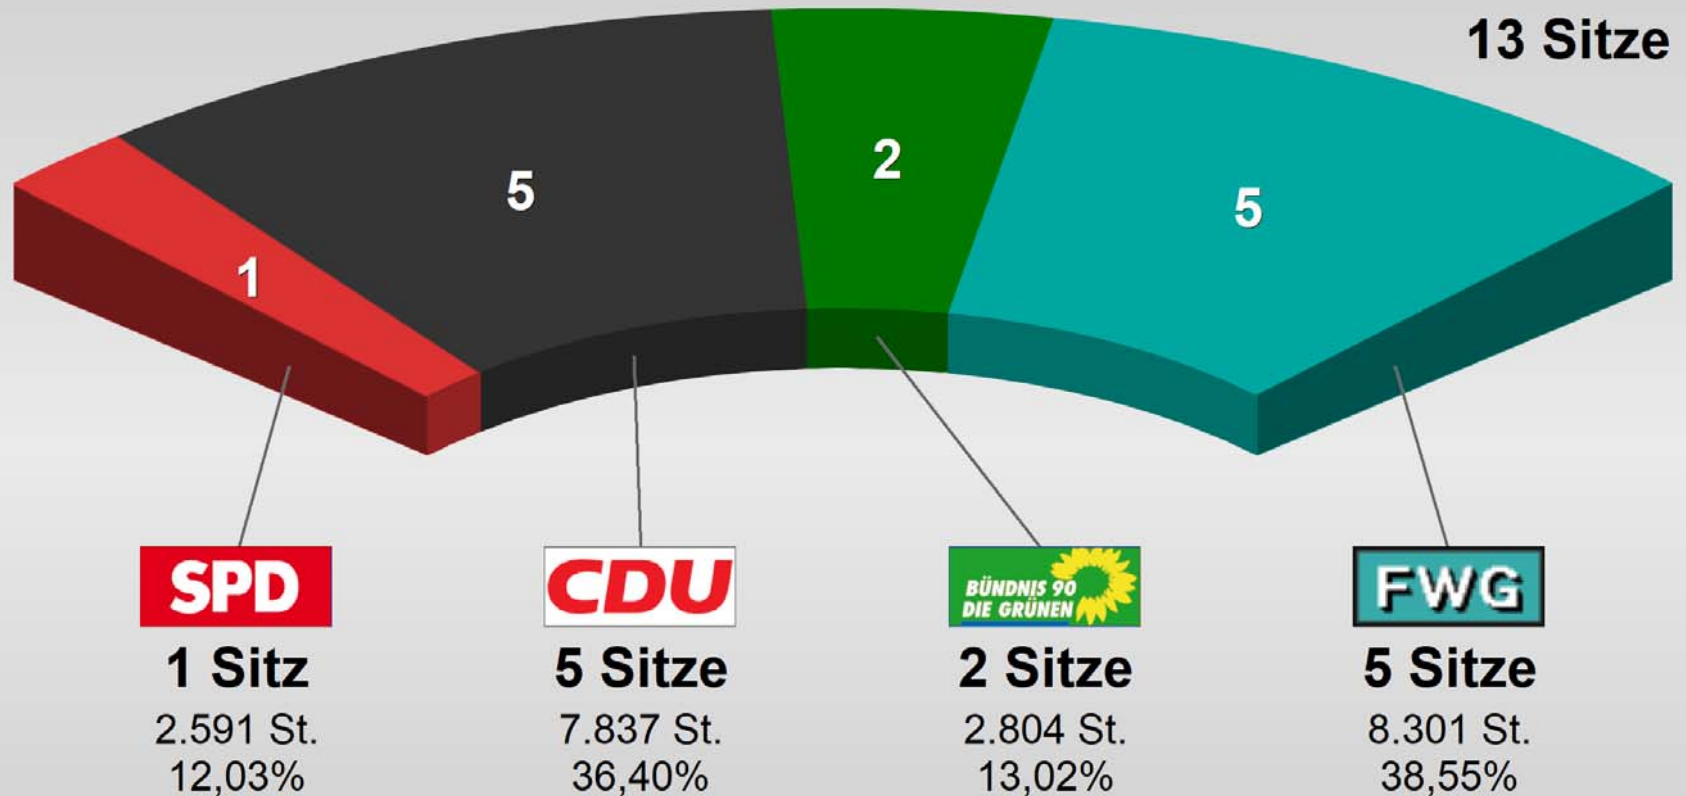 13 Sitze
1
5
2
5
SPD
CDU
BÜNDNIS 90
DIE GRÜNEN
FWG
1 Sitz
5 Sitze
2 Sitze
5 Sitze
2.591 St.
7.837 St.
2.804 St.
8.301 St.
12,03%
36,40%
13,02%
38,55%